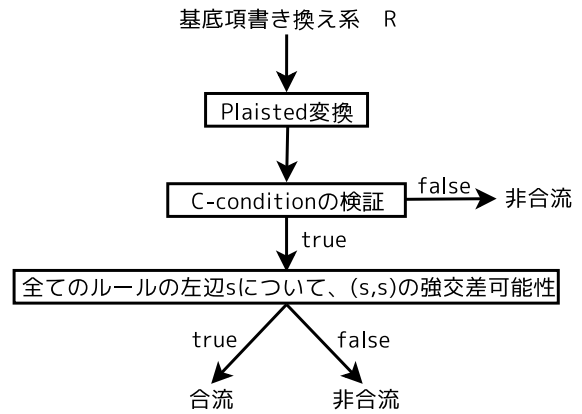 基底項書き換え系 R
Plaisted変換
C-conditionの検証
false
非合流
true
全てのルールの左辺sについて、(s,s)の強交差可能性
true
false
合流
非合流